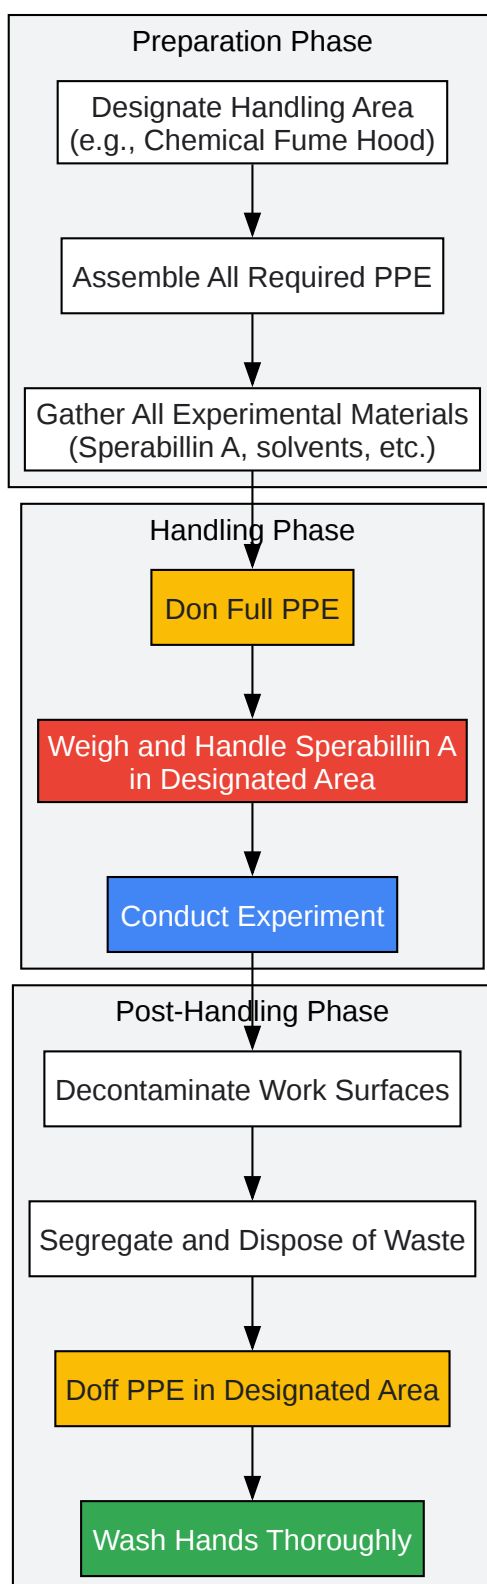 Preparation Phase
Designate Handling Area
(e.g., Chemical Fume Hood)
Assemble All Required PPE
Gather All Experimental Materials
(Sperabillin A, solvents, etc.)
Handling Phase
Don Full PPE
Weigh and Handle Sperabillin A
in Designated Area
Conduct Experiment
Post-Handling Phase
Decontaminate Work Surfaces
Segregate and Dispose of Waste
Doff PPE in Designated Area
Wash Hands Thoroughly